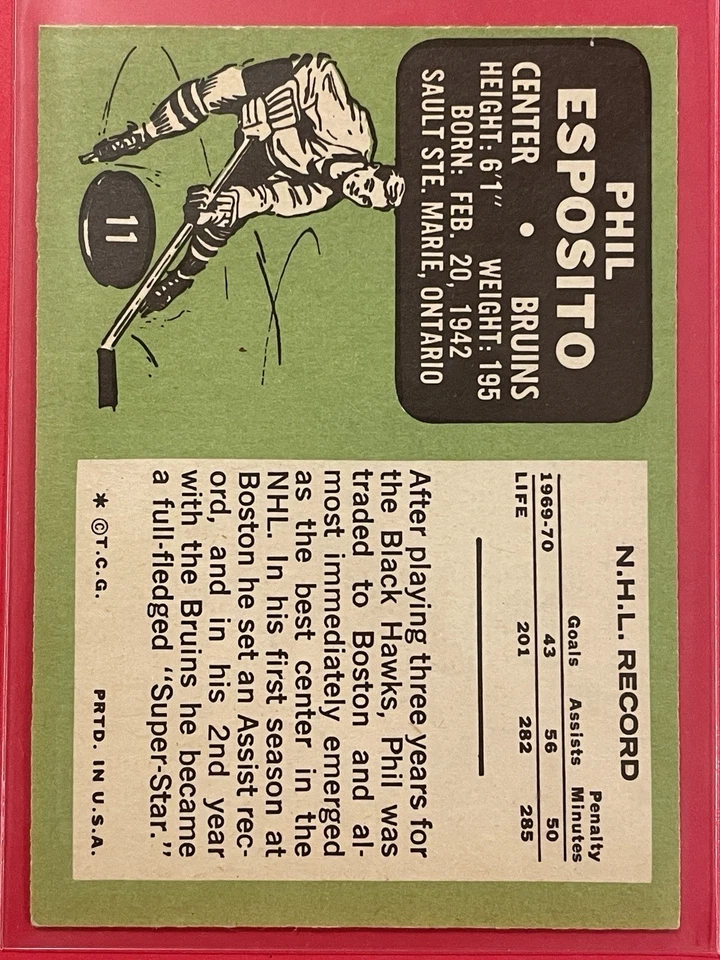 PHIL
ESPOSITO
CENTER • BRUINS
HEIGHT: 6'1" WEIGHT: 195
BORN: FEB. 20, 1942
SAULT STE. MARIE, ONTARIO
11
N.H.L. RECORD
Penalty
Goals Assists Minutes
1969-70 43 56 50
LIFE 201 282 285
After playing three years for
the Black Hawks, Phil was
traded to Boston and al-
most immediately emerged
as the best center in the
NHL. In his first season at
Boston he set an Assist rec-
ord, and in his 2nd year
with the Bruins he became
a full-fledged "Super-Star."
* ©T.C.G. PRTD. IN U.S.A.